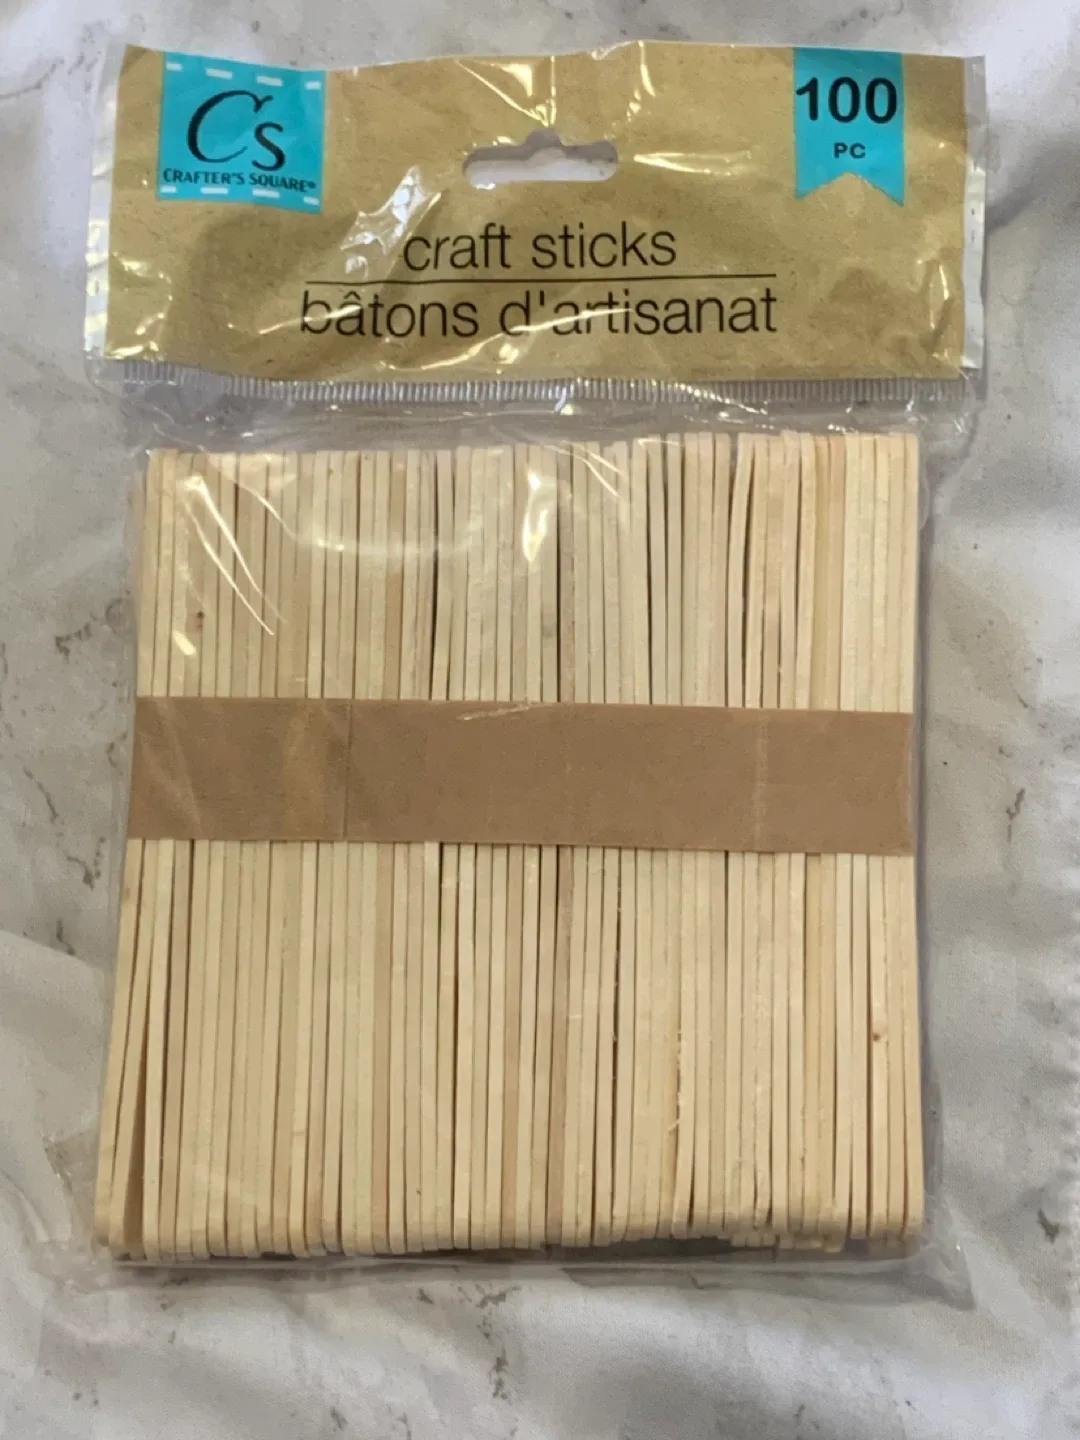 Cs
CRAFTER'S SQUARE®
100
PC
craft sticks
bâtons d'artisanat